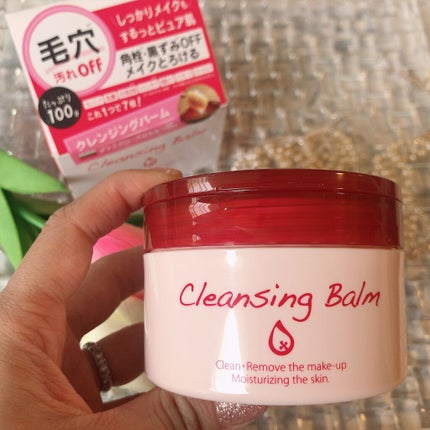 毛穴
汚れOFF
しっかりメイクも
するっとピュア肌
角栓・黒ずみOFF
メイクとろける
たっぷり
100g
これ1つで7役!
クレンジングバーム
Cleansing Balm
Cleansing Balm
Clean・Remove the make-up
Moisturizing the skin.